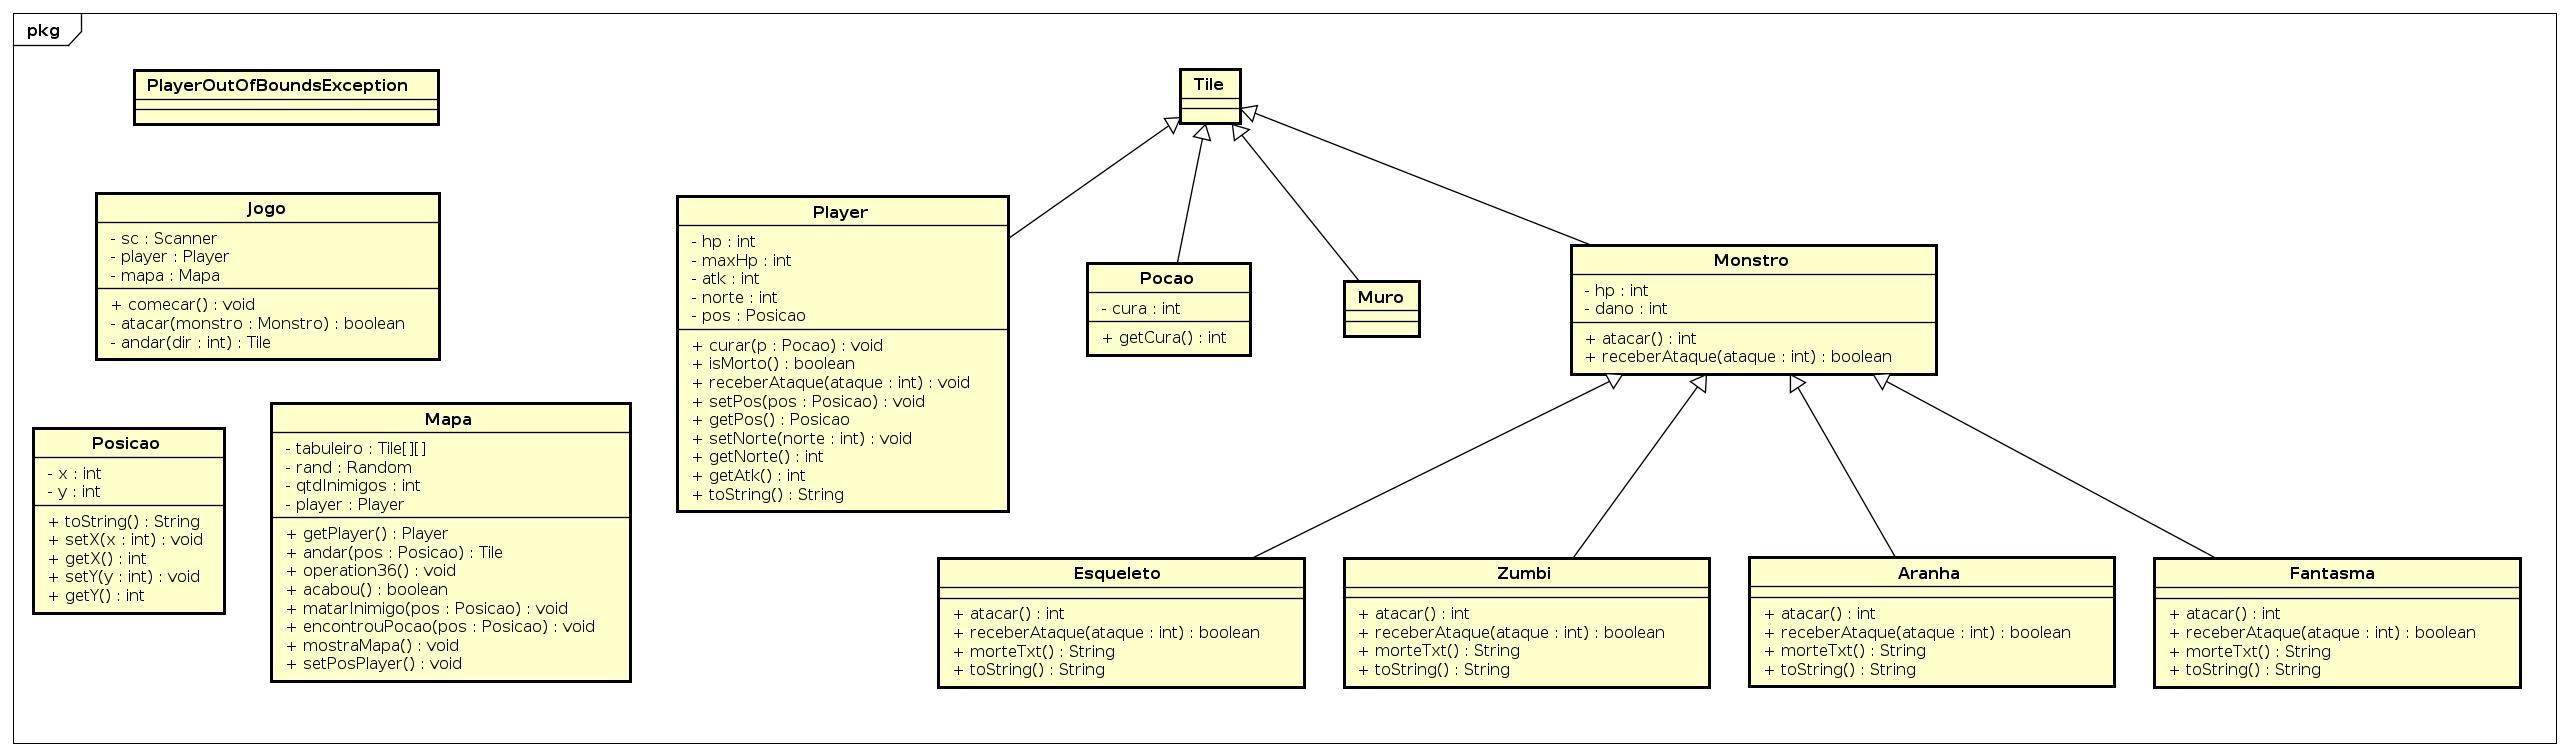 pkg
PlayerOutOfBoundsException
Jogo
- sc : Scanner
- player : Player
- mapa : Mapa
+ comecar() : void
- atacar(monstro : Monstro) : boolean
- andar(dir : int) : Tile
Posicao
- x : int
- y : int
+ toString() : String
+ setX(x : int) : void
+ getX() : int
+ setY(y : int) : void
+ getY() : int
Mapa
- tabuleiro : Tile[][]
- rand : Random
- qtdInimigos : int
- player : Player
+ getPlayer() : Player
+ andar(pos : Posicao) : Tile
+ operation36() : void
+ acabou() : boolean
+ matarInimigo(pos : Posicao) : void
+ encontrouPocao(pos : Posicao) : void
+ mostraMapa() : void
+ setPosPlayer() : void
Tile
Player
- hp : int
- maxHp : int
- atk : int
- norte : int
- pos : Posicao
+ curar(p : Pocao) : void
+ isMorto() : boolean
+ receberAtaque(ataque : int) : void
+ setPos(pos : Posicao) : void
+ getPos() : Posicao
+ setNorte(norte : int) : void
+ getNorte() : int
+ getAtk() : int
+ toString() : String
Pocao
- cura : int
+ getCura() : int
Muro
Monstro
- hp : int
- dano : int
+ atacar() : int
+ receberAtaque(ataque : int) : boolean
Esqueleto
+ atacar() : int
+ receberAtaque(ataque : int) : boolean
+ morteTxt() : String
+ toString() : String
Zumbi
+ atacar() : int
+ receberAtaque(ataque : int) : boolean
+ morteTxt() : String
+ toString() : String
Aranha
+ atacar() : int
+ receberAtaque(ataque : int) : boolean
+ morteTxt() : String
+ toString() : String
Fantasma
+ atacar() : int
+ receberAtaque(ataque : int) : boolean
+ morteTxt() : String
+ toString() : String